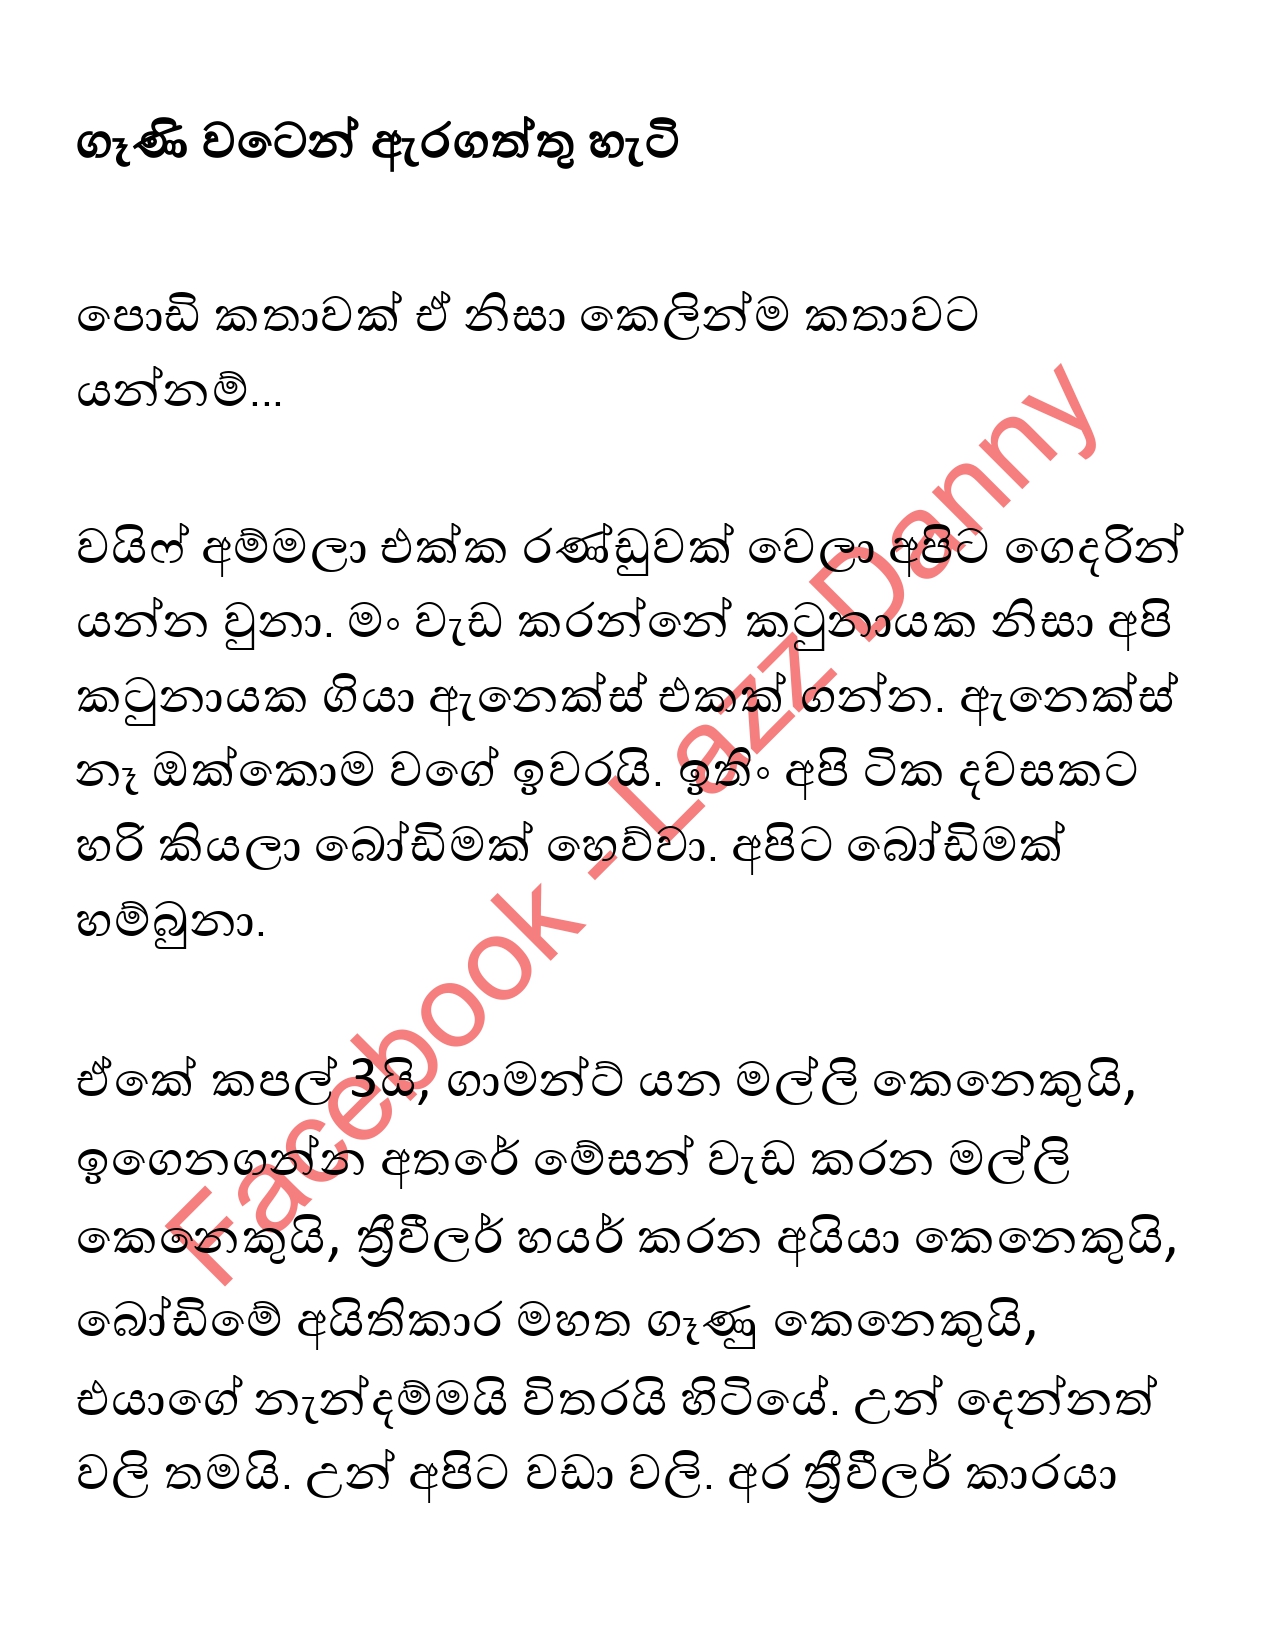 ගෑණි වටෙන් ඇරගත්තු හැටි
පොඩි කතාවක් ඒ නිසා කෙලින්ම කතාවට
යන්නම්...
වයිෆ් අම්මලා එක්ක රණ්ඩුවක් වෙලා අපිට ගෙදරින්
යන්න වුනා. මං වැඩ කරන්නේ කටුනායක නිසා අපි
කටුනායක ගියා ඇනෙක්ස් එකක් ගන්න. ඇනෙක්ස්
නෑ ඔක්කොම වගේ ඉවරයි. ඉතිං අපි ටික දවසකට
හරි කියලා බෝඩිමක් හෙව්වා. අපිට බෝඩිමක්
හම්බුනා.
ඒකේ කපල් 3යි, ගාමන්ට් යන මල්ලි කෙනෙකුයි,
ඉගෙනගන්න අතරේ මේසන් වැඩ කරන මල්ලි
කෙනෙකුයි, ත්‍රීවීලර් හයර් කරන අයියා කෙනෙකුයි,
බෝඩිමේ අයිතිකාර මහත ගෑණු කෙනෙකුයි,
එයාගේ නැන්දම්මයි විතරයි හිටියේ. උන් දෙන්නත්
වලි තමයි. උන් අපිට වඩා වලි. අර ත්‍රීවීලර් කාරයා
Facebook - Lazz Danny